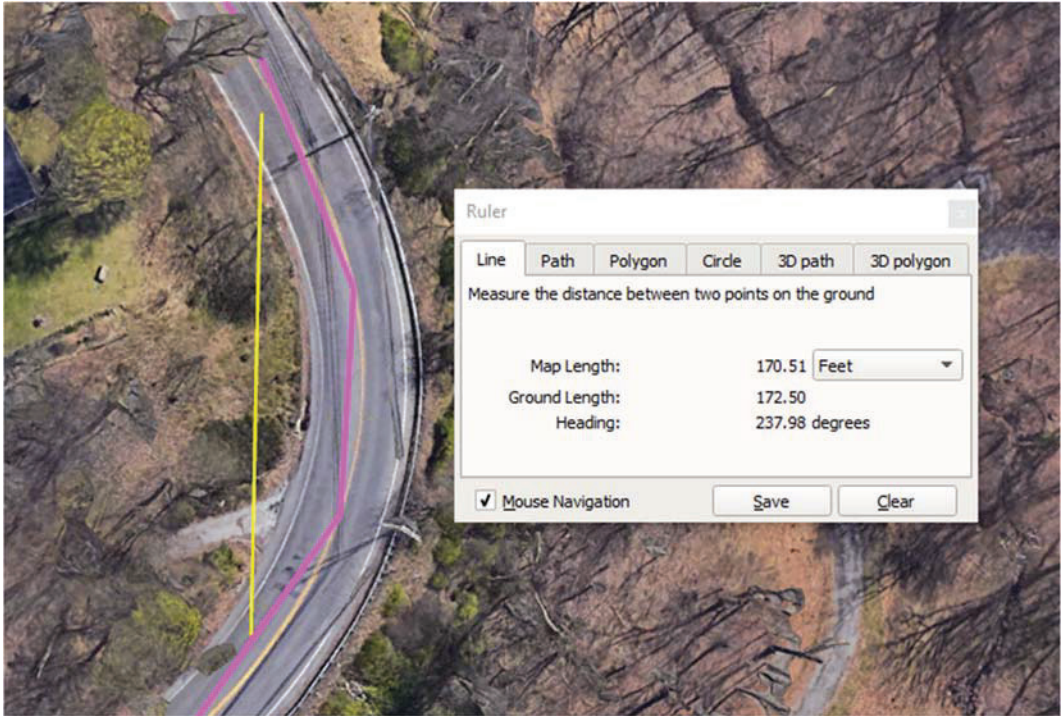 Ruler
Line Path Polygon Circle 3D path 3D polygon
Measure the distance between two points on the ground
Map Length: 170.51 Feet
Ground Length: 172.50
Heading: 237.98 degrees
Mouse Navigation Save Clear